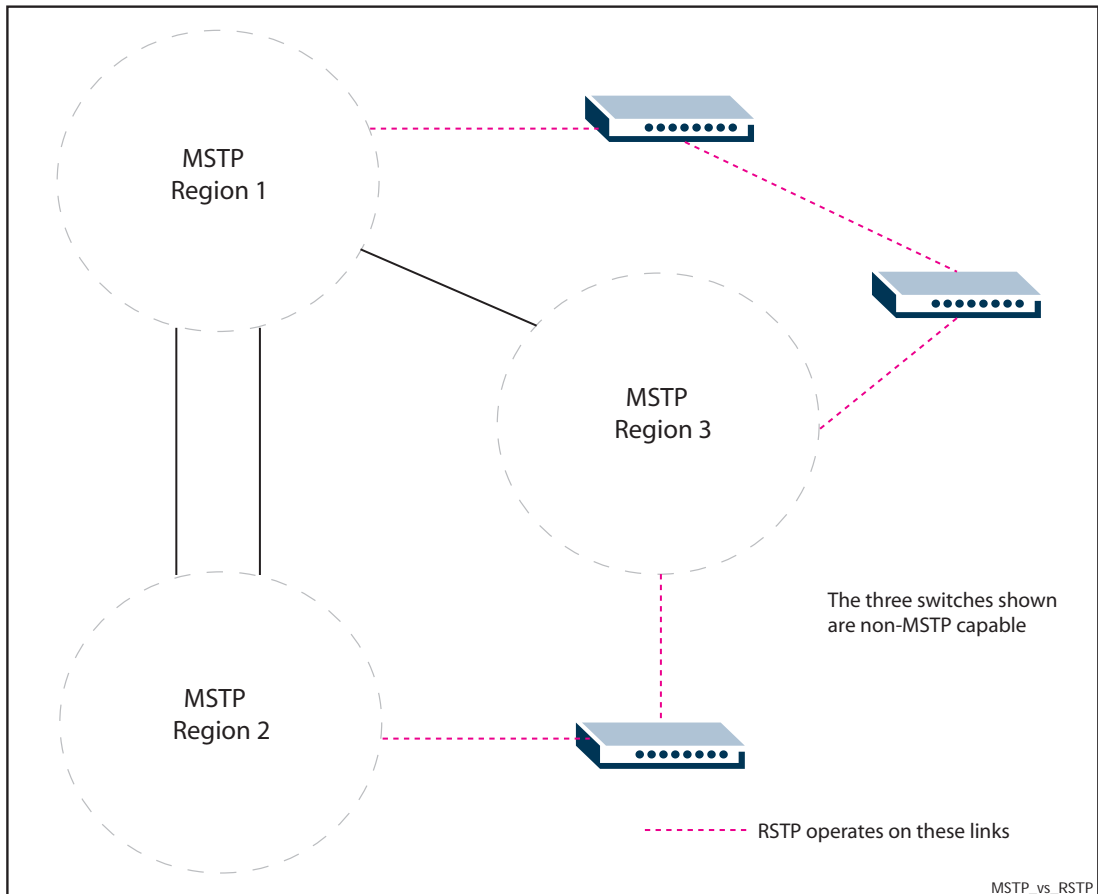 MSTP
Region 1
MSTP
Region 3
The three switches shown
are non-MSTP capable
MSTP
Region 2
RSTP operates on these links
MSTP_vs_RSTP